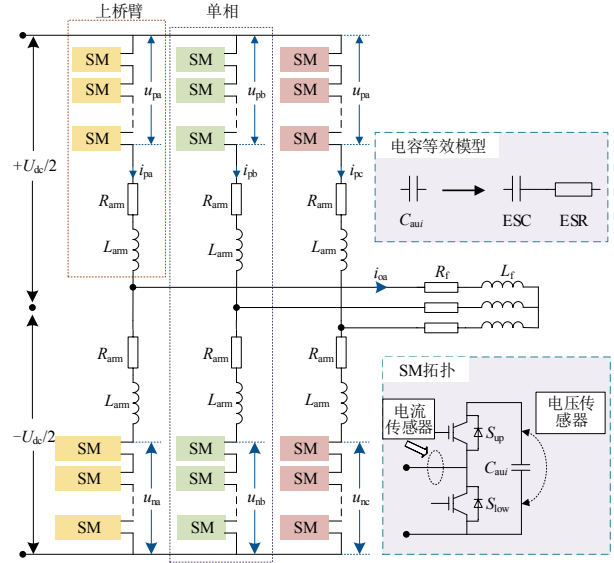 上桥臂
单相
SM
SM
SM
SM
SM
SM
SM
SM
SM
u_pa
u_pb
u_pa
i_pa
i_pb
i_pc
R_arm
R_arm
R_arm
L_arm
L_arm
L_arm
+U_dc/2
电容等效模型
C_aui
ESC
ESR
i_oa
R_f
L_f
R_arm
R_arm
R_arm
L_arm
L_arm
L_arm
−U_dc/2
SM
SM
SM
SM
SM
SM
SM
SM
SM
u_na
u_nb
u_nc
SM拓扑
电流
传感器
S_up
C_aui
S_low
电压传
感器